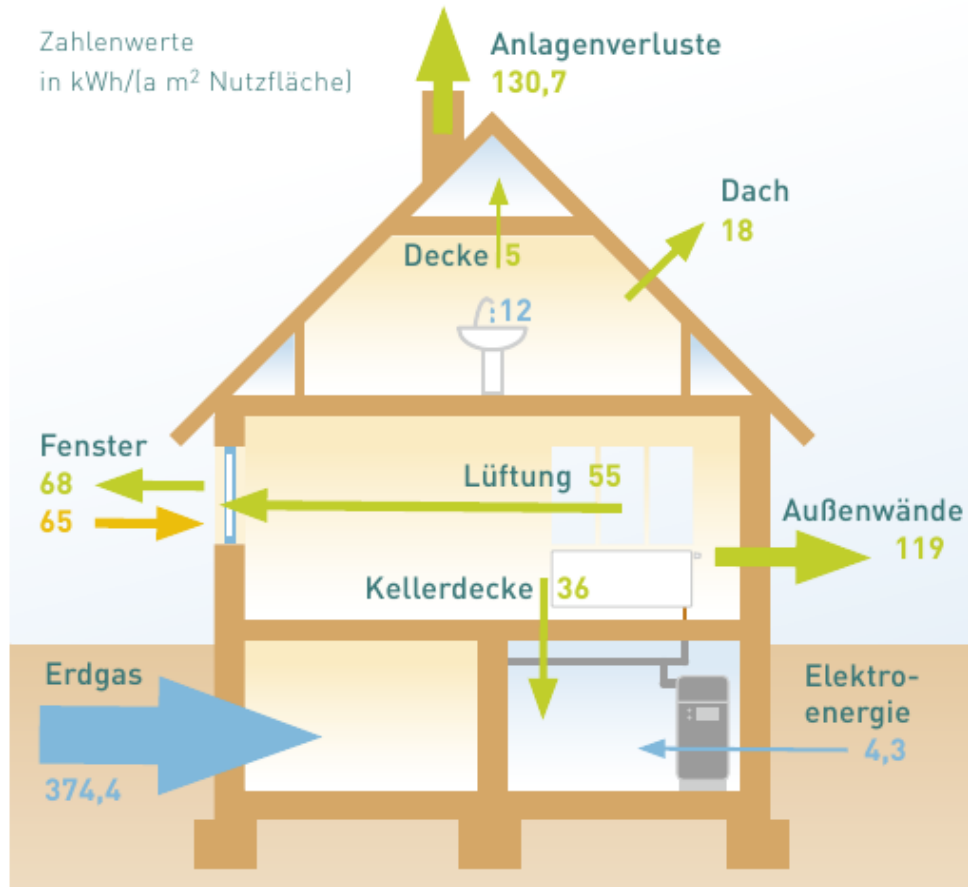 Zahlenwerte
in kWh/(a m² Nutzfläche)
Anlagenverluste
130,7
Dach
18
Decke 5
12
Fenster
68
65
Lüftung 55
Außenwände
119
Kellerdecke 36
Erdgas
374,4
Elektro-
energie
4,3